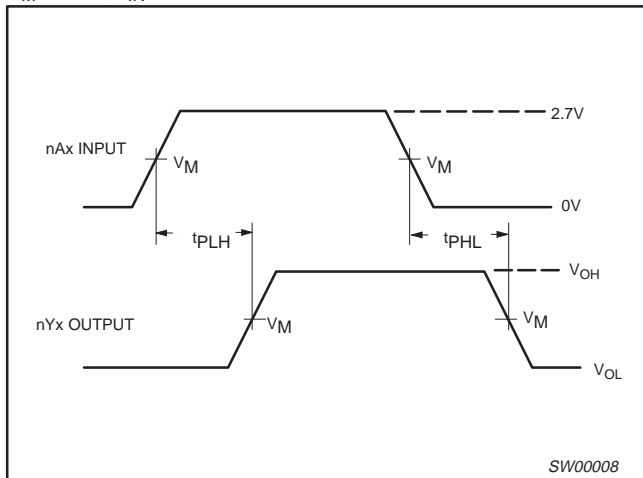 2.7V
nAx INPUT
VM
VM
0V
tPLH
tPHL
VOH
nYx OUTPUT
VM
VM
VOL
SW00008